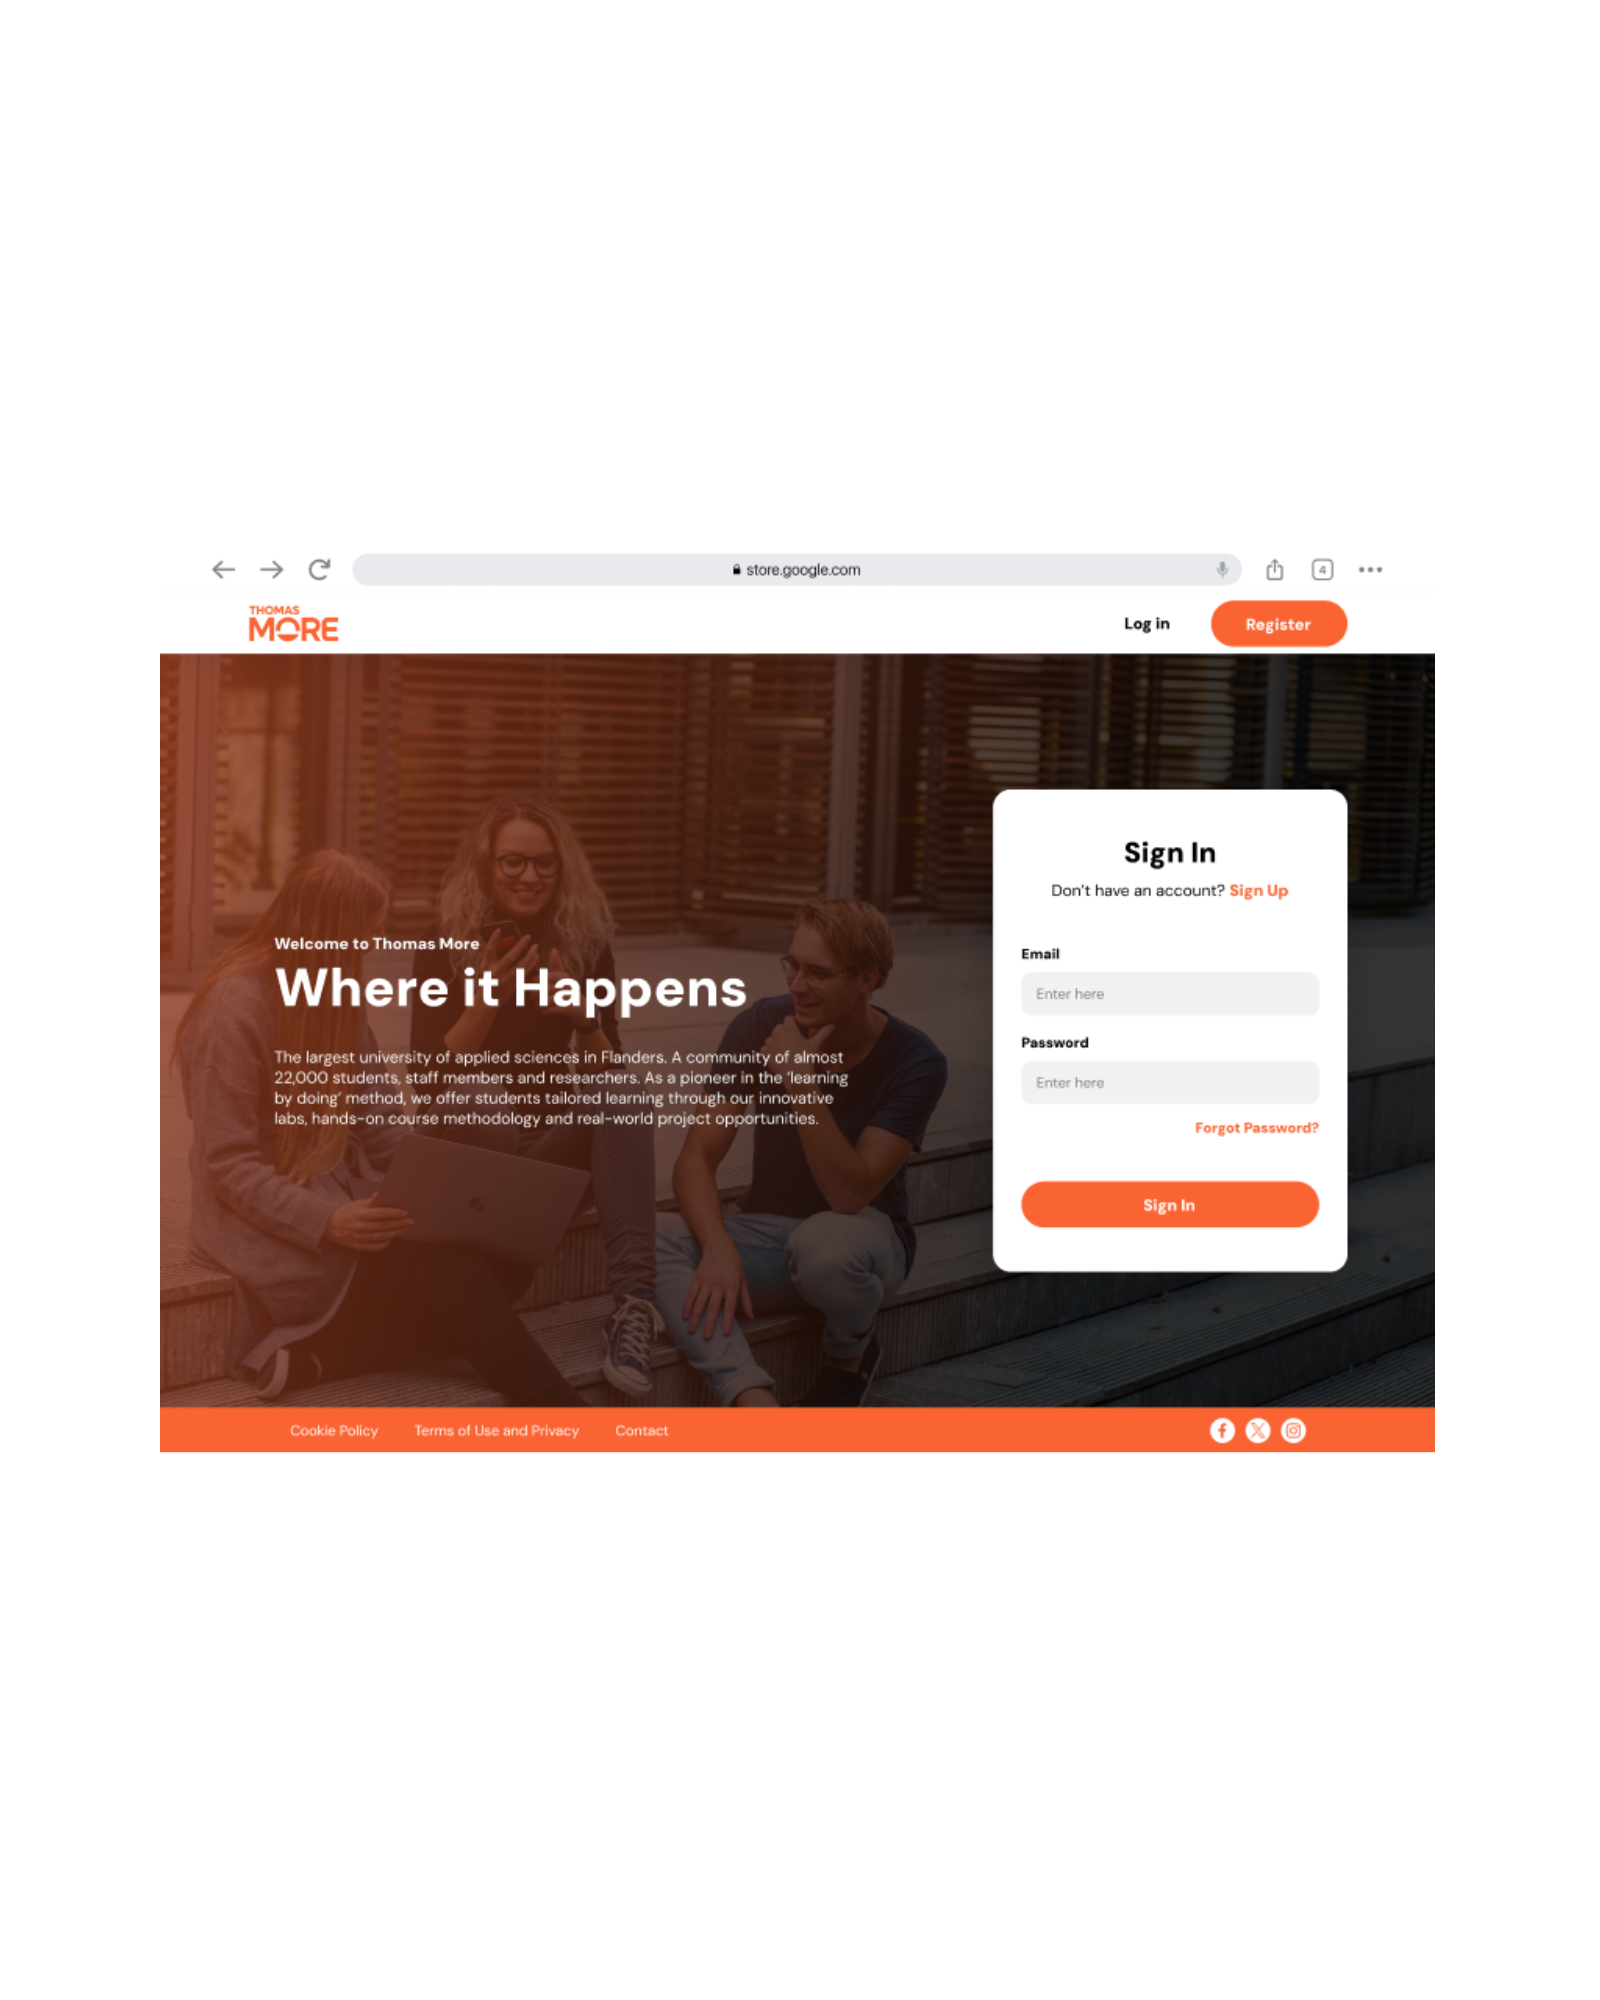 store.google.com
4
THOMAS
MORE
Log in
Register
Welcome to Thomas More
Where it Happens
The largest university of applied sciences in Flanders. A community of almost
22,000 students, staff members and researchers. As a pioneer in the ‘learning
by doing’ method, we offer students tailored learning through our innovative
labs, hands-on course methodology and real-world project opportunities.
Sign In
Don’t have an account? Sign Up
Email
Enter here
Password
Enter here
Forgot Password?
Sign In
Cookie Policy
Terms of Use and Privacy
Contact